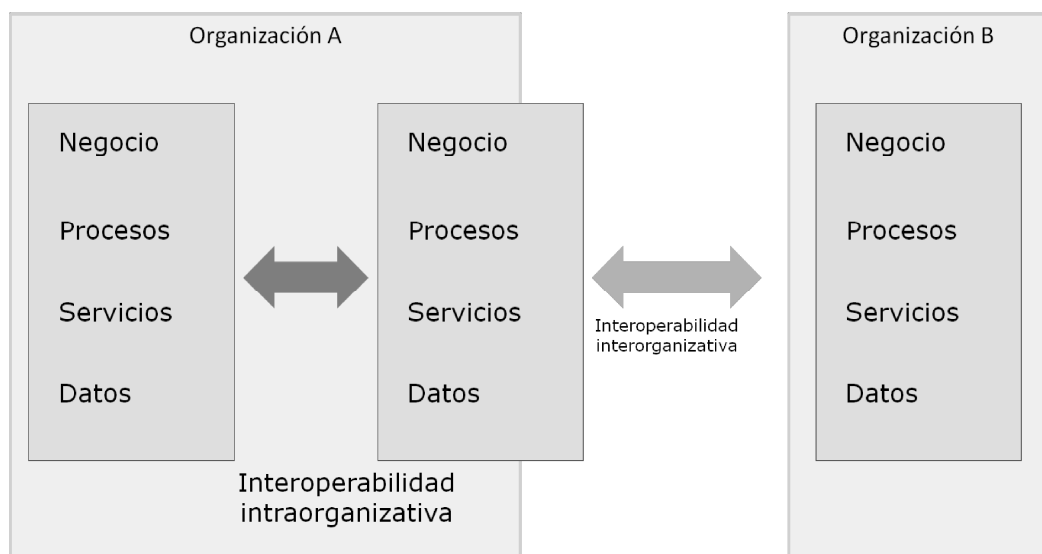 Organización A
Organización B
Negocio
Procesos
Servicios
Datos
Negocio
Procesos
Servicios
Datos
Interoperabilidad
interorganizativa
Negocio
Procesos
Servicios
Datos
Interoperabilidad
intraorganizativa